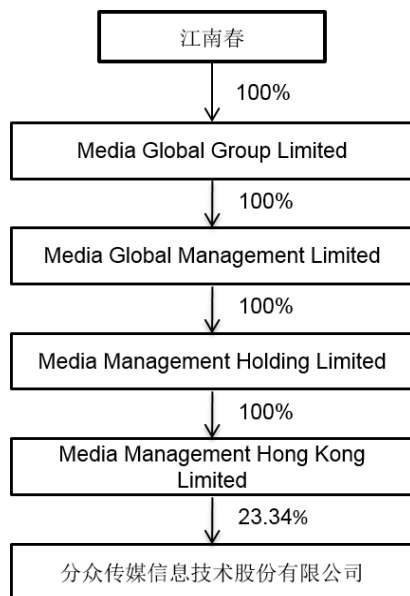 江南春
100%
Media Global Group Limited
100%
Media Global Management Limited
100%
Media Management Holding Limited
100%
Media Management Hong Kong
Limited
23.34%
分众传媒信息技术股份有限公司